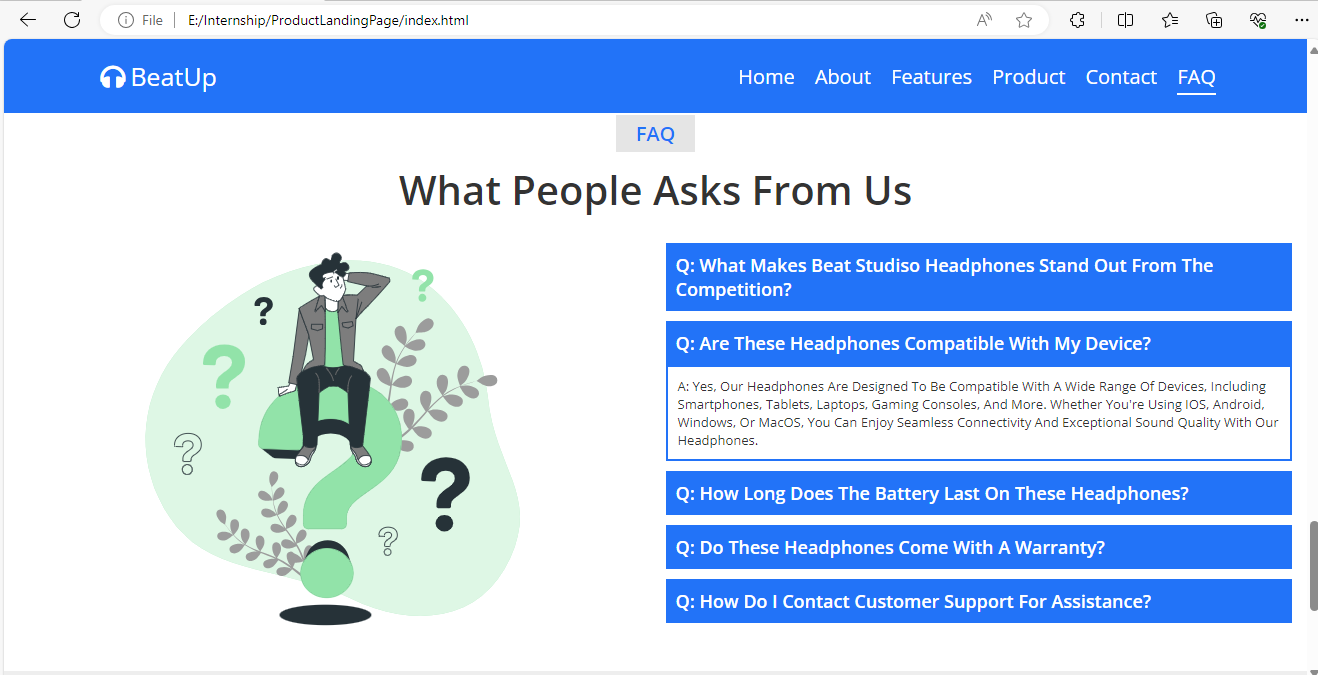 File E:/Internship/ProductLandingPage/index.html
BeatUp Home About Features Product Contact FAQ
FAQ
What People Asks From Us
Q: What Makes Beat Studiso Headphones Stand Out From The
Competition?
Q: Are These Headphones Compatible With My Device?
A: Yes, Our Headphones Are Designed To Be Compatible With A Wide Range Of Devices, Including
Smartphones, Tablets, Laptops, Gaming Consoles, And More. Whether You're Using IOS, Android,
Windows, Or MacOS, You Can Enjoy Seamless Connectivity And Exceptional Sound Quality With Our
Headphones.
Q: How Long Does The Battery Last On These Headphones?
Q: Do These Headphones Come With A Warranty?
Q: How Do I Contact Customer Support For Assistance?